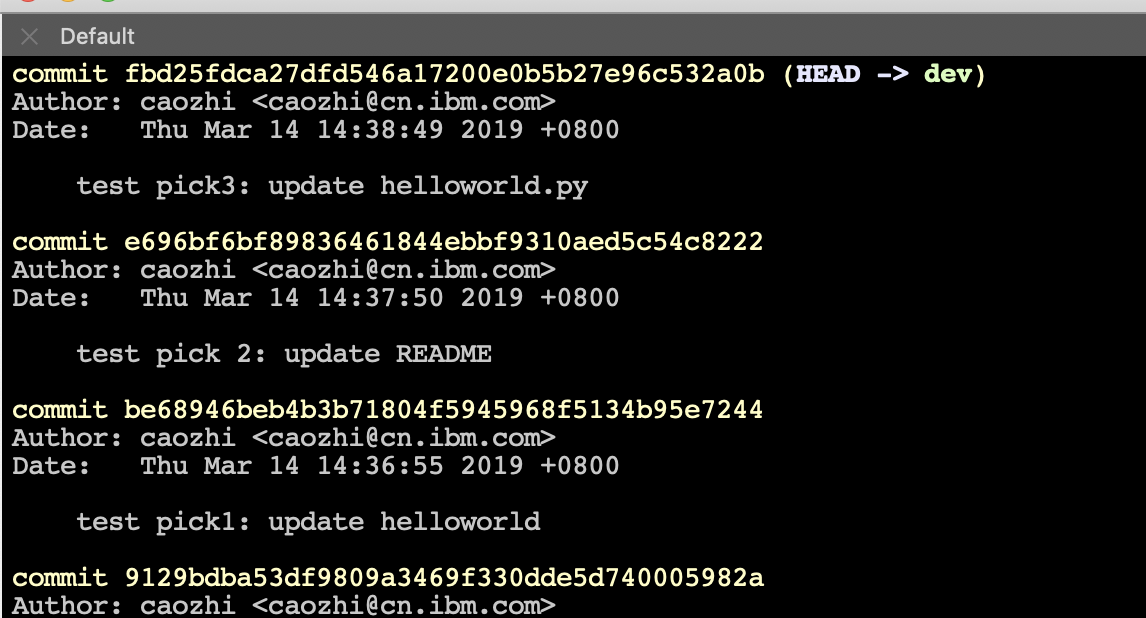 Default
commit fbd25fdca27dfd546a17200e0b5b27e96c532a0b (HEAD -> dev)
Author: caozhi <caozhi@cn.ibm.com>
Date:   Thu Mar 14 14:38:49 2019 +0800
test pick3: update helloworld.py
commit e696bf6bf89836461844ebbf9310aed5c54c8222
Author: caozhi <caozhi@cn.ibm.com>
Date:   Thu Mar 14 14:37:50 2019 +0800
test pick 2: update README
commit be68946beb4b3b71804f5945968f5134b95e7244
Author: caozhi <caozhi@cn.ibm.com>
Date:   Thu Mar 14 14:36:55 2019 +0800
test pick1: update helloworld
commit 9129bdba53df9809a3469f330dde5d740005982a
Author: caozhi <caozhi@cn.ibm.com>